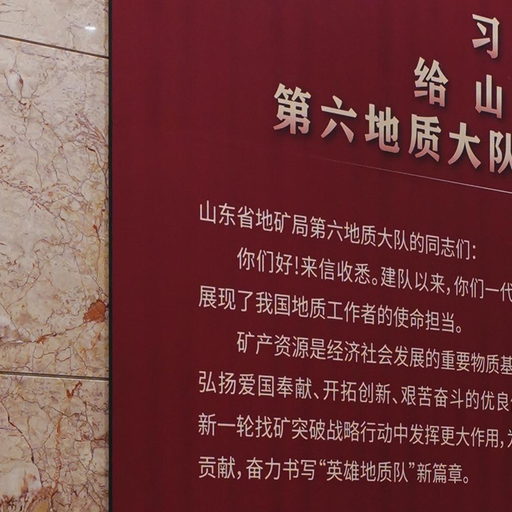 习
给山
第六地质大队
山东省地矿局第六地质大队的同志们：
你们好！来信收悉。建队以来，你们一代
展现了我国地质工作者的使命担当。
矿产资源是经济社会发展的重要物质基
弘扬爱国奉献、开拓创新、艰苦奋斗的优良
新一轮找矿突破战略行动中发挥更大作用，为
贡献，奋力书写“英雄地质队”新篇章。